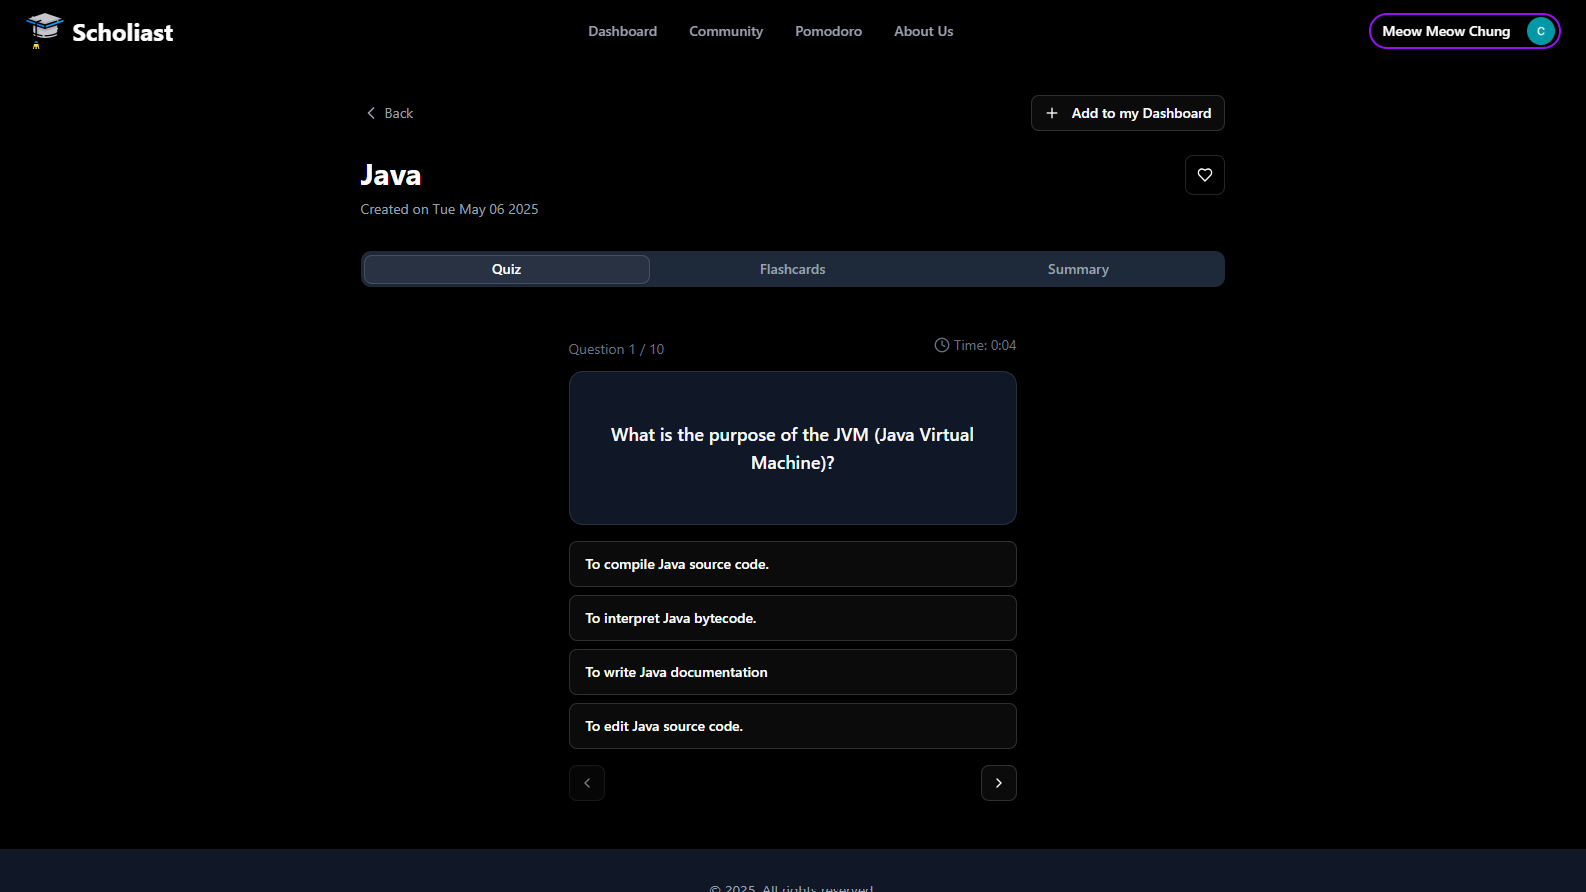 Scholiast
Dashboard
Community
Pomodoro
About Us
Meow Meow Chung
C
Back
Add to my Dashboard
Java
Created on Tue May 06 2025
Quiz
Flashcards
Summary
Question 1 / 10
Time: 0:04
What is the purpose of the JVM (Java Virtual
Machine)?
To compile Java source code.
To interpret Java bytecode.
To write Java documentation
To edit Java source code.
© 2025. All rights reserved